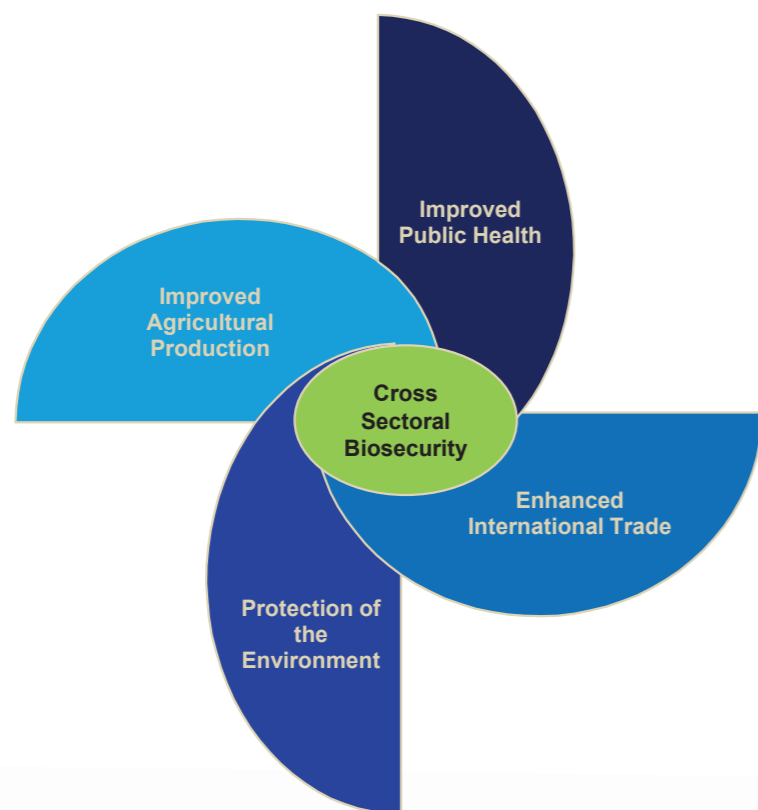 Improved
Public Health
Improved
Agricultural
Production
Cross
Sectoral
Biosecurity
Enhanced
International Trade
Protection of
the
Environment